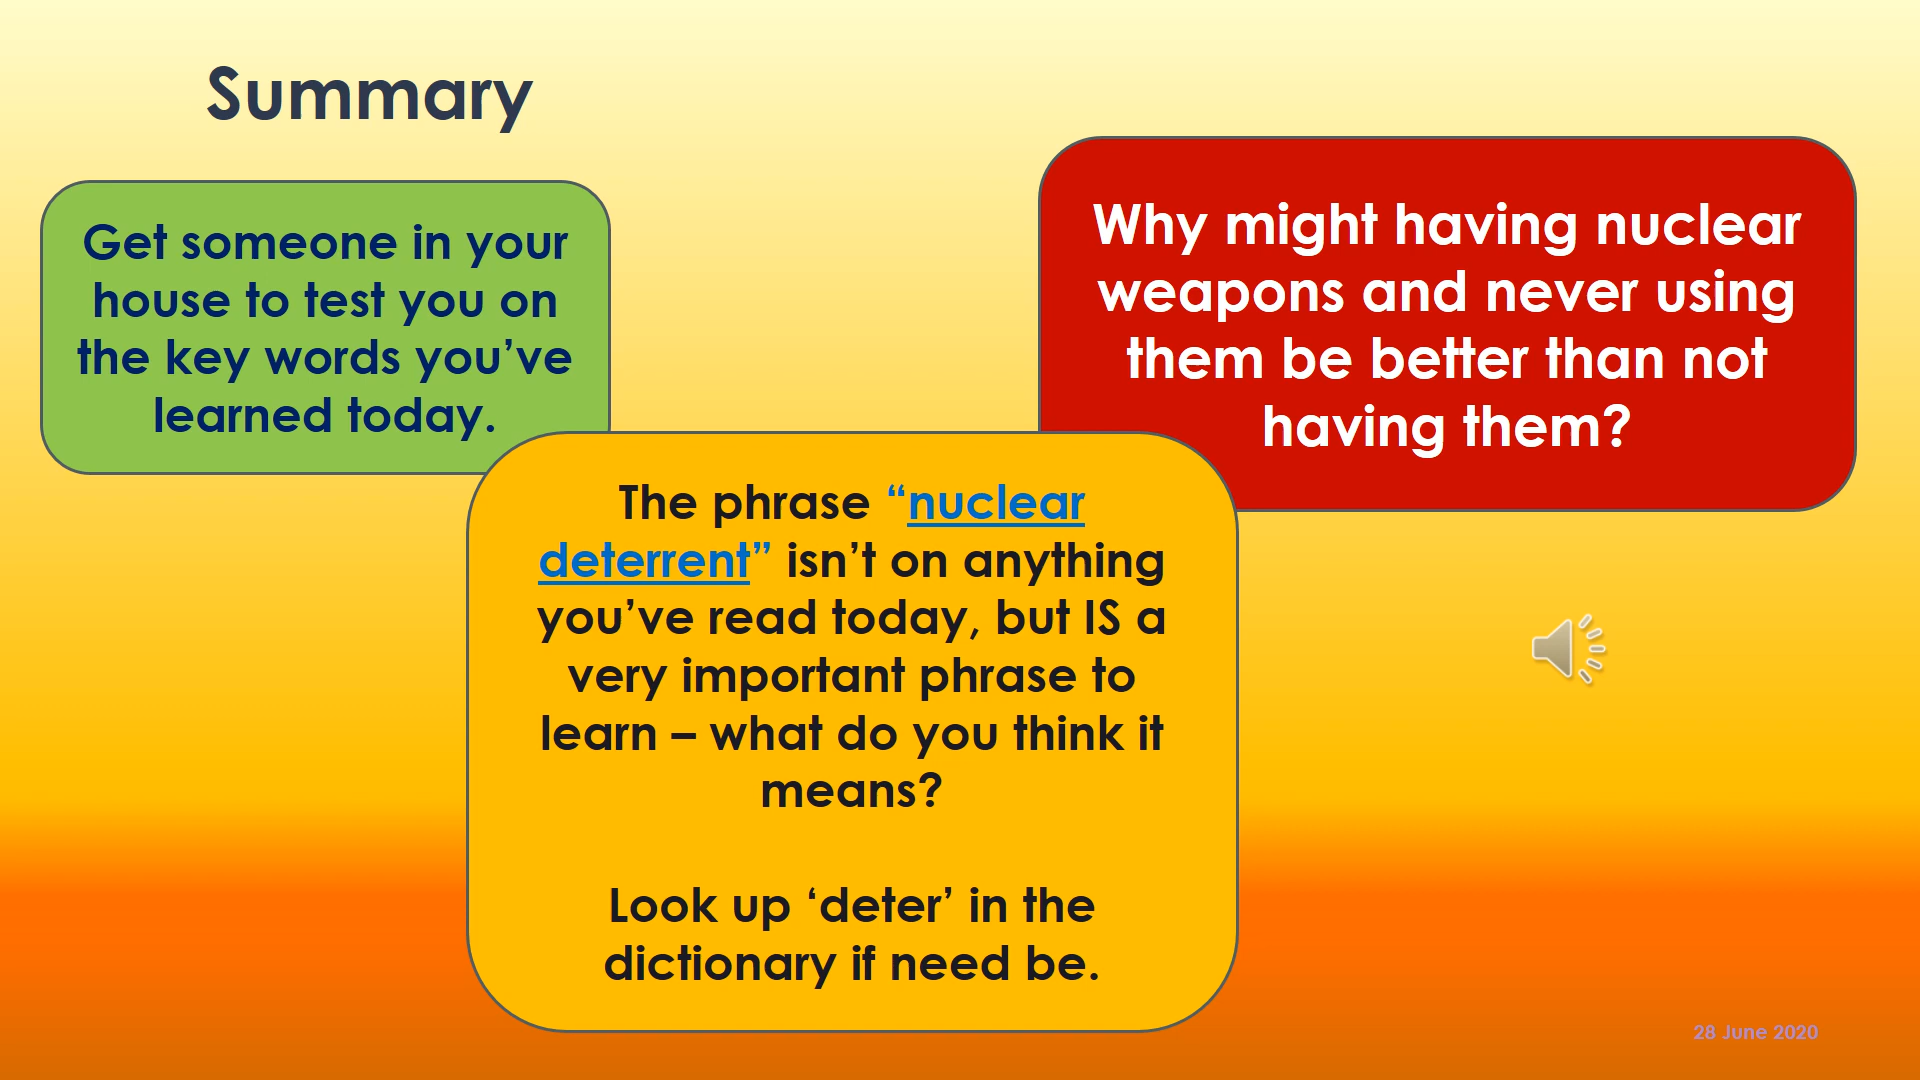 Summary
Get someone in your
house to test you on
the key words you’ve
learned today.
Why might having nuclear
weapons and never using
them be better than not
having them?
The phrase “nuclear
deterrent” isn’t on anything
you’ve read today, but IS a
very important phrase to
learn – what do you think it
means?
Look up ‘deter’ in the
dictionary if need be.
28 June 2020